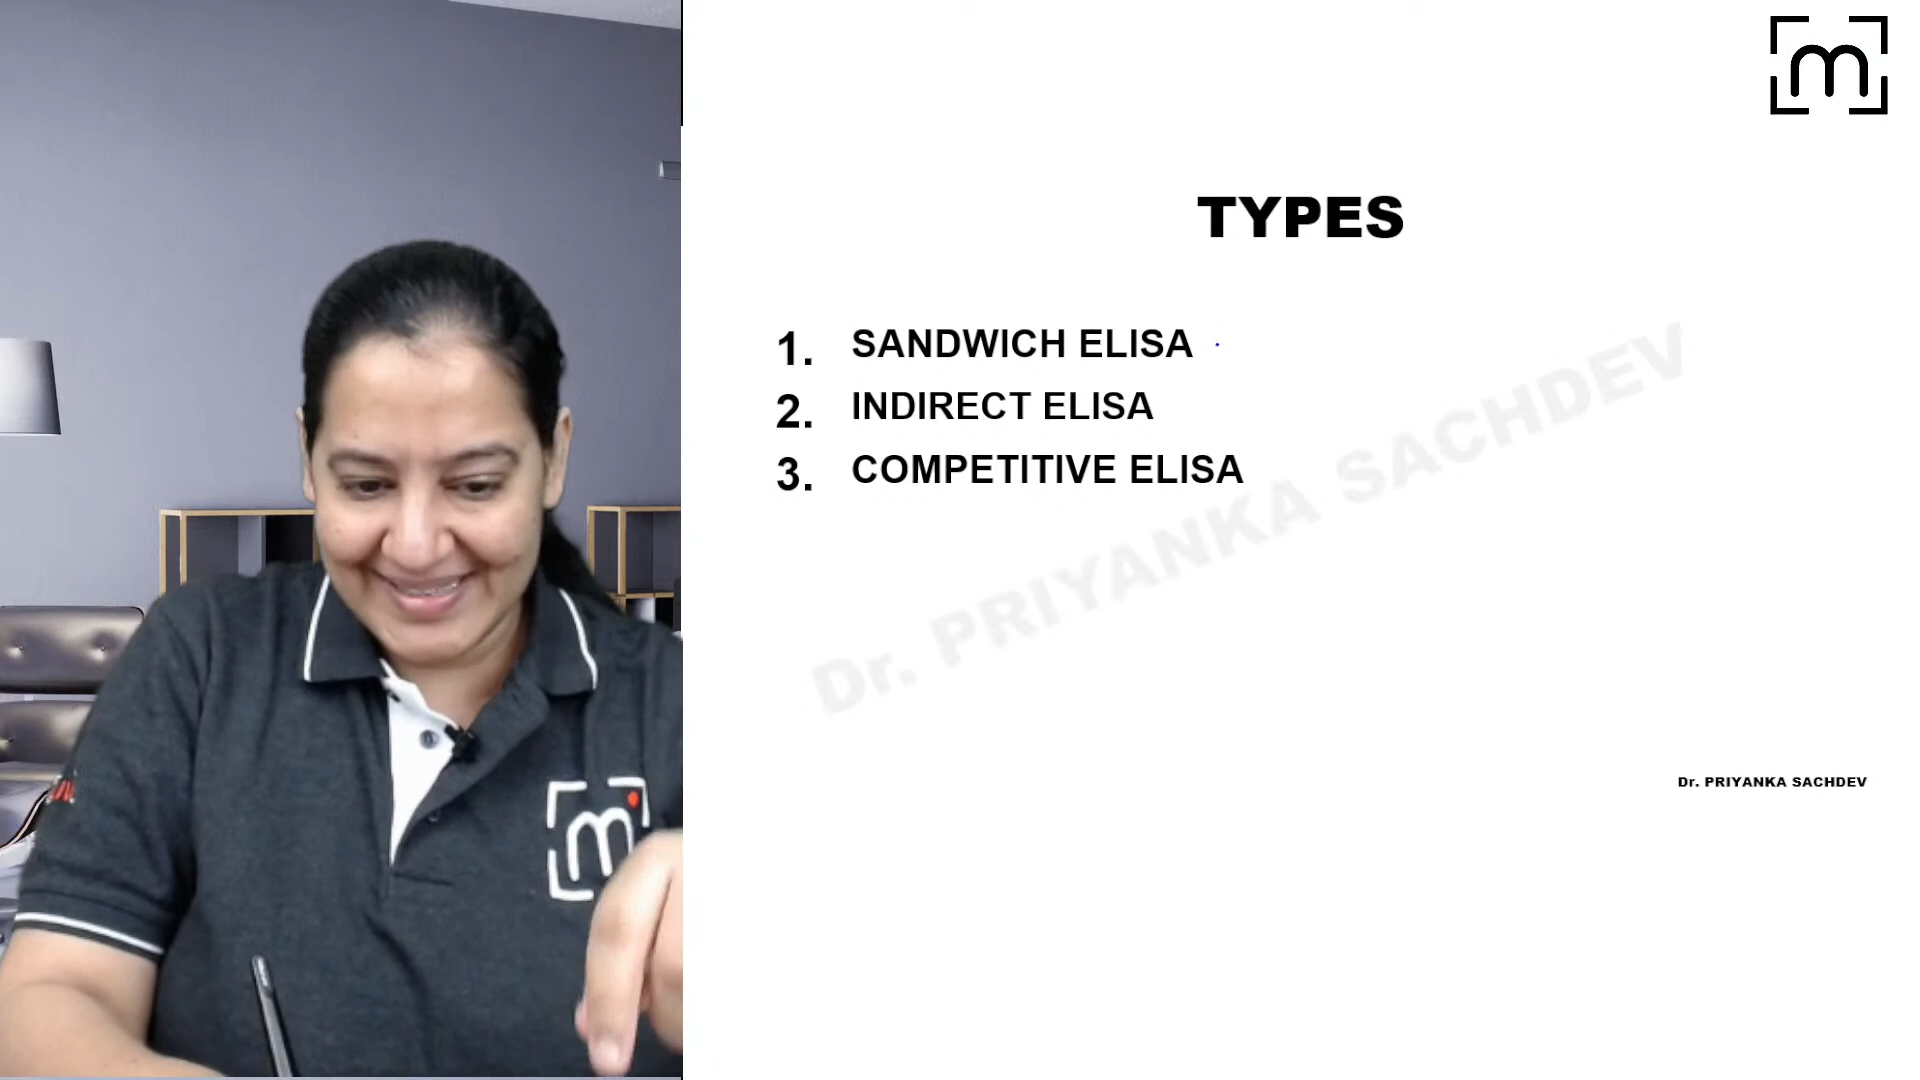 m
TYPES
1. SANDWICH ELISA
2. INDIRECT ELISA
3. COMPETITIVE ELISA
Dr. PRIYANKA SACHDEV
Dr. PRIYANKA SACHDEV
m